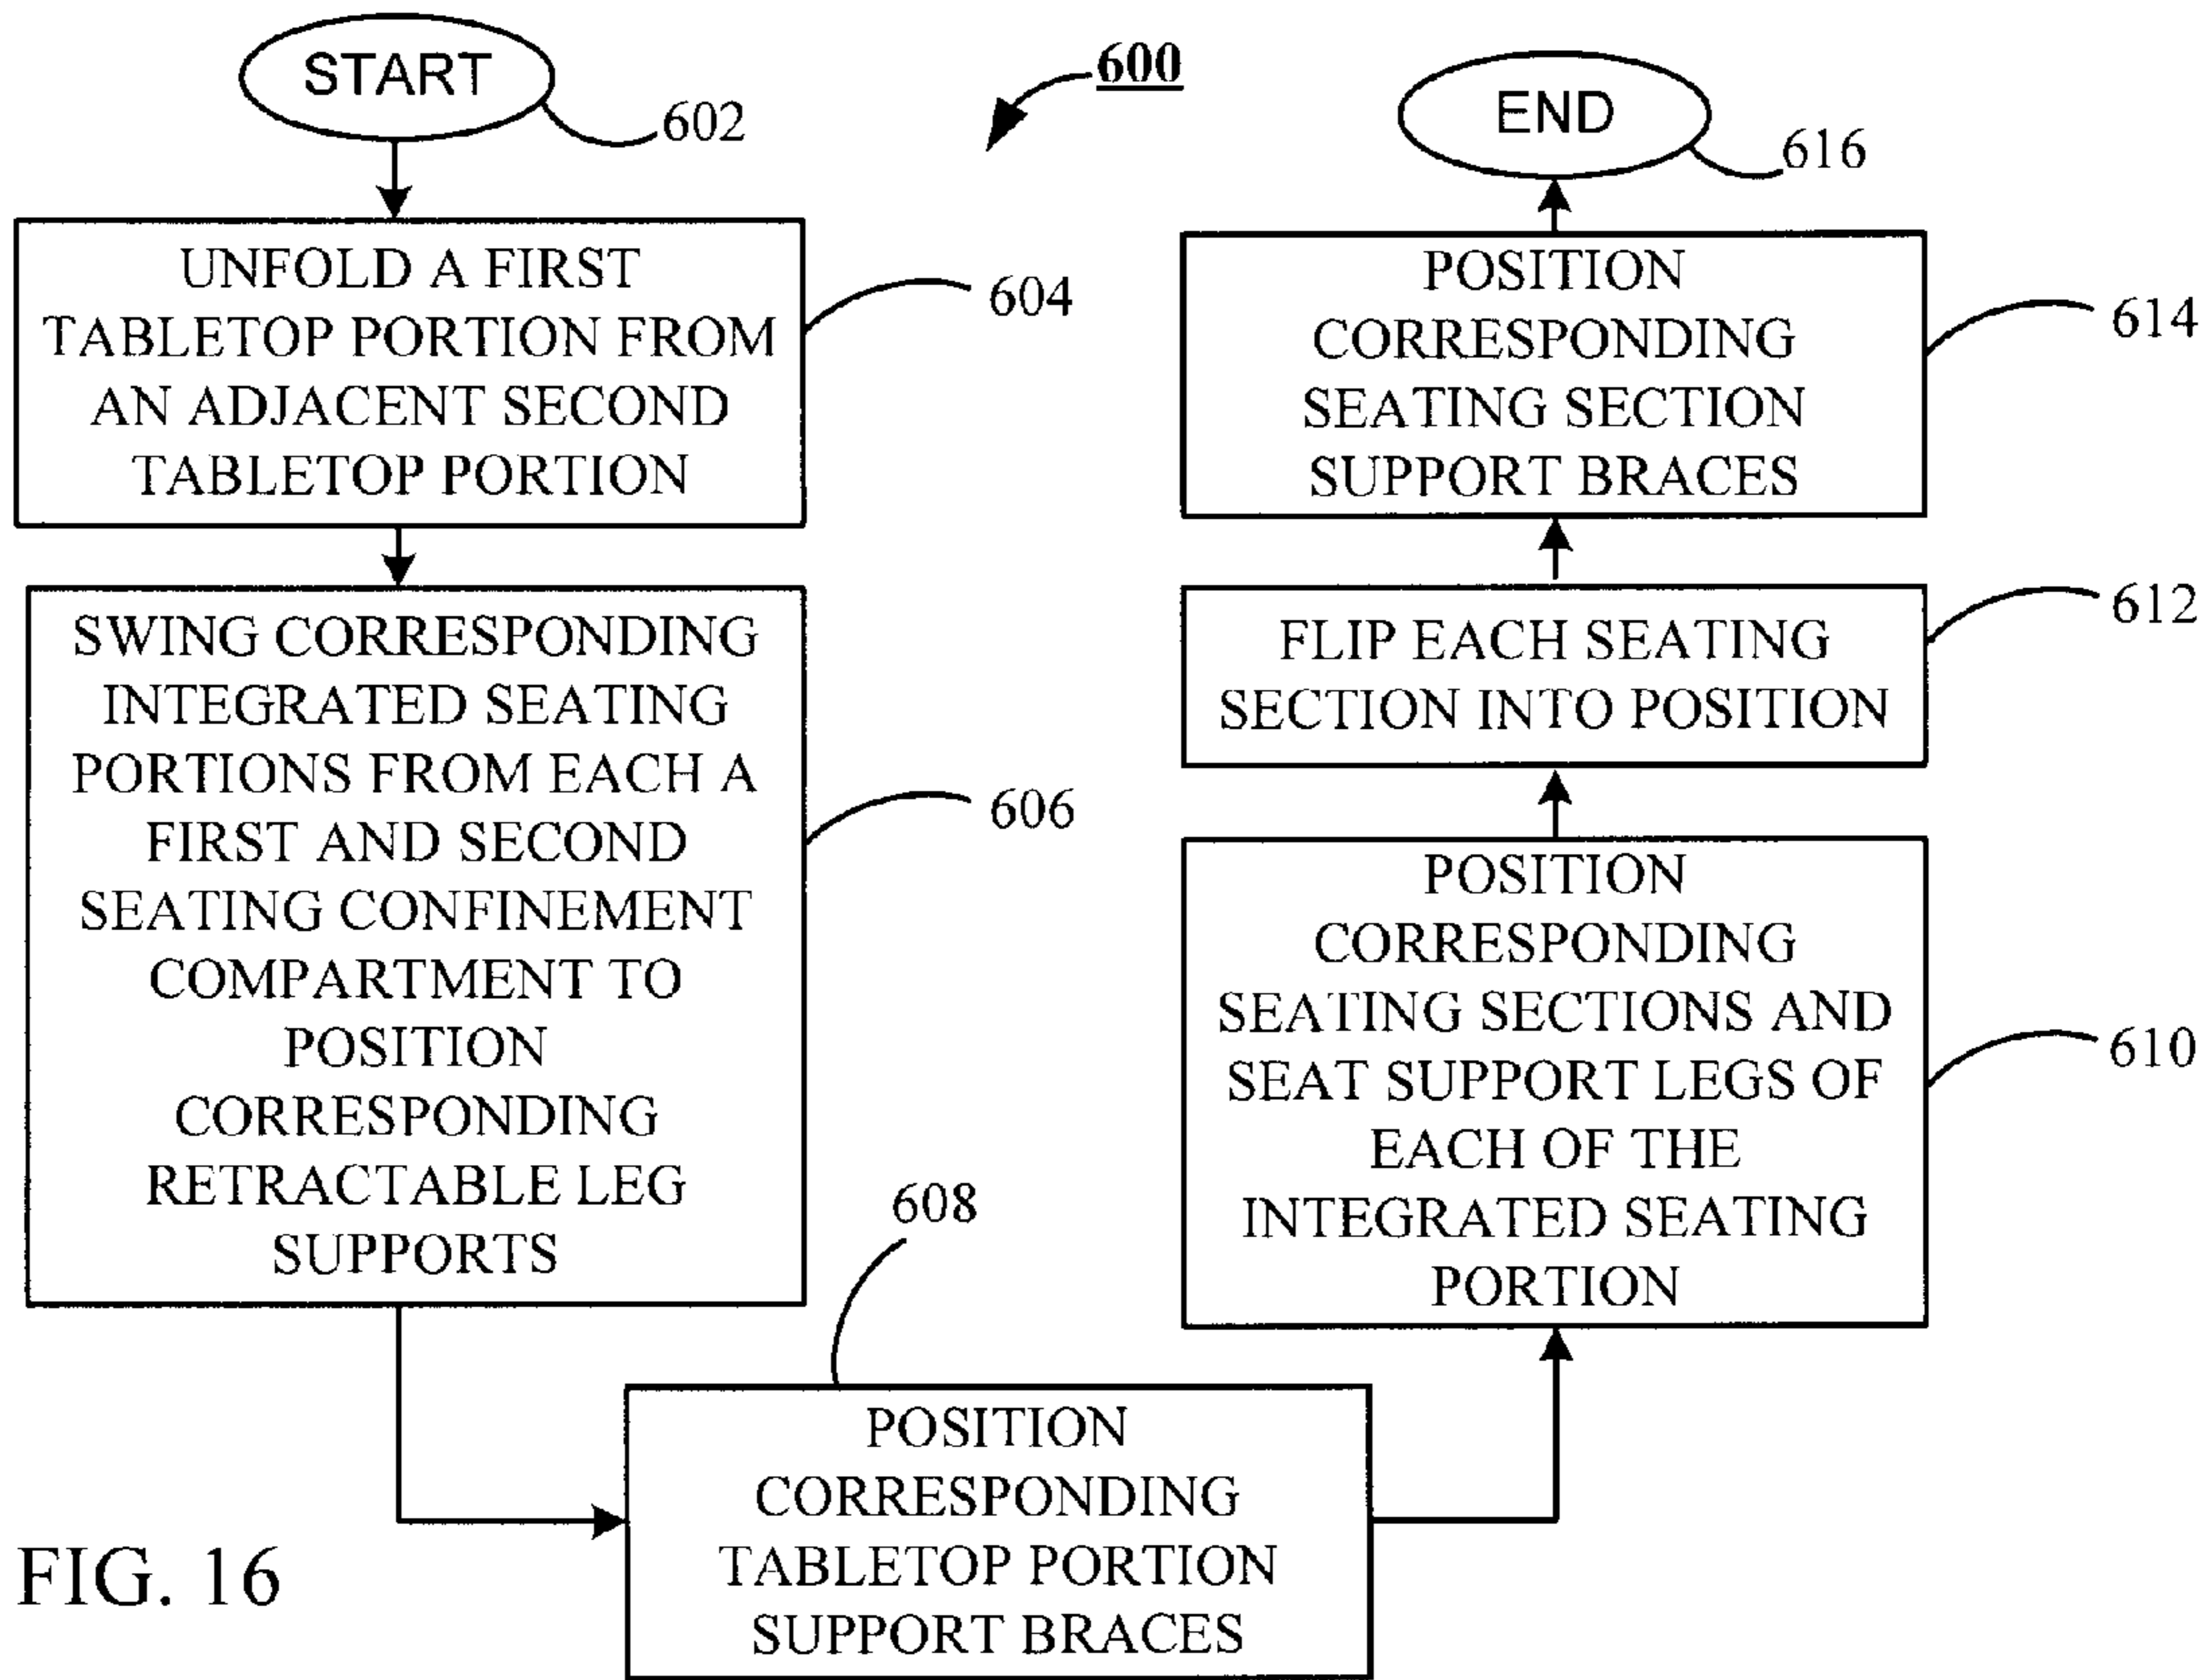 START
602
600
UNFOLD A FIRST
TABLETOP PORTION FROM
AN ADJACENT SECOND
TABLETOP PORTION
604
SWING CORRESPONDING
INTEGRATED SEATING
PORTIONS FROM EACH A
FIRST AND SECOND
SEATING CONFINEMENT
COMPARTMENT TO
POSITION
CORRESPONDING
RETRACTABLE LEG
SUPPORTS
606
608
POSITION
CORRESPONDING
TABLETOP PORTION
SUPPORT BRACES
POSITION
CORRESPONDING
SEATING SECTIONS AND
SEAT SUPPORT LEGS OF
EACH OF THE
INTEGRATED SEATING
PORTION
610
FLIP EACH SEATING
SECTION INTO POSITION
612
POSITION
CORRESPONDING
SEATING SECTION
SUPPORT BRACES
614
END
616
FIG. 16